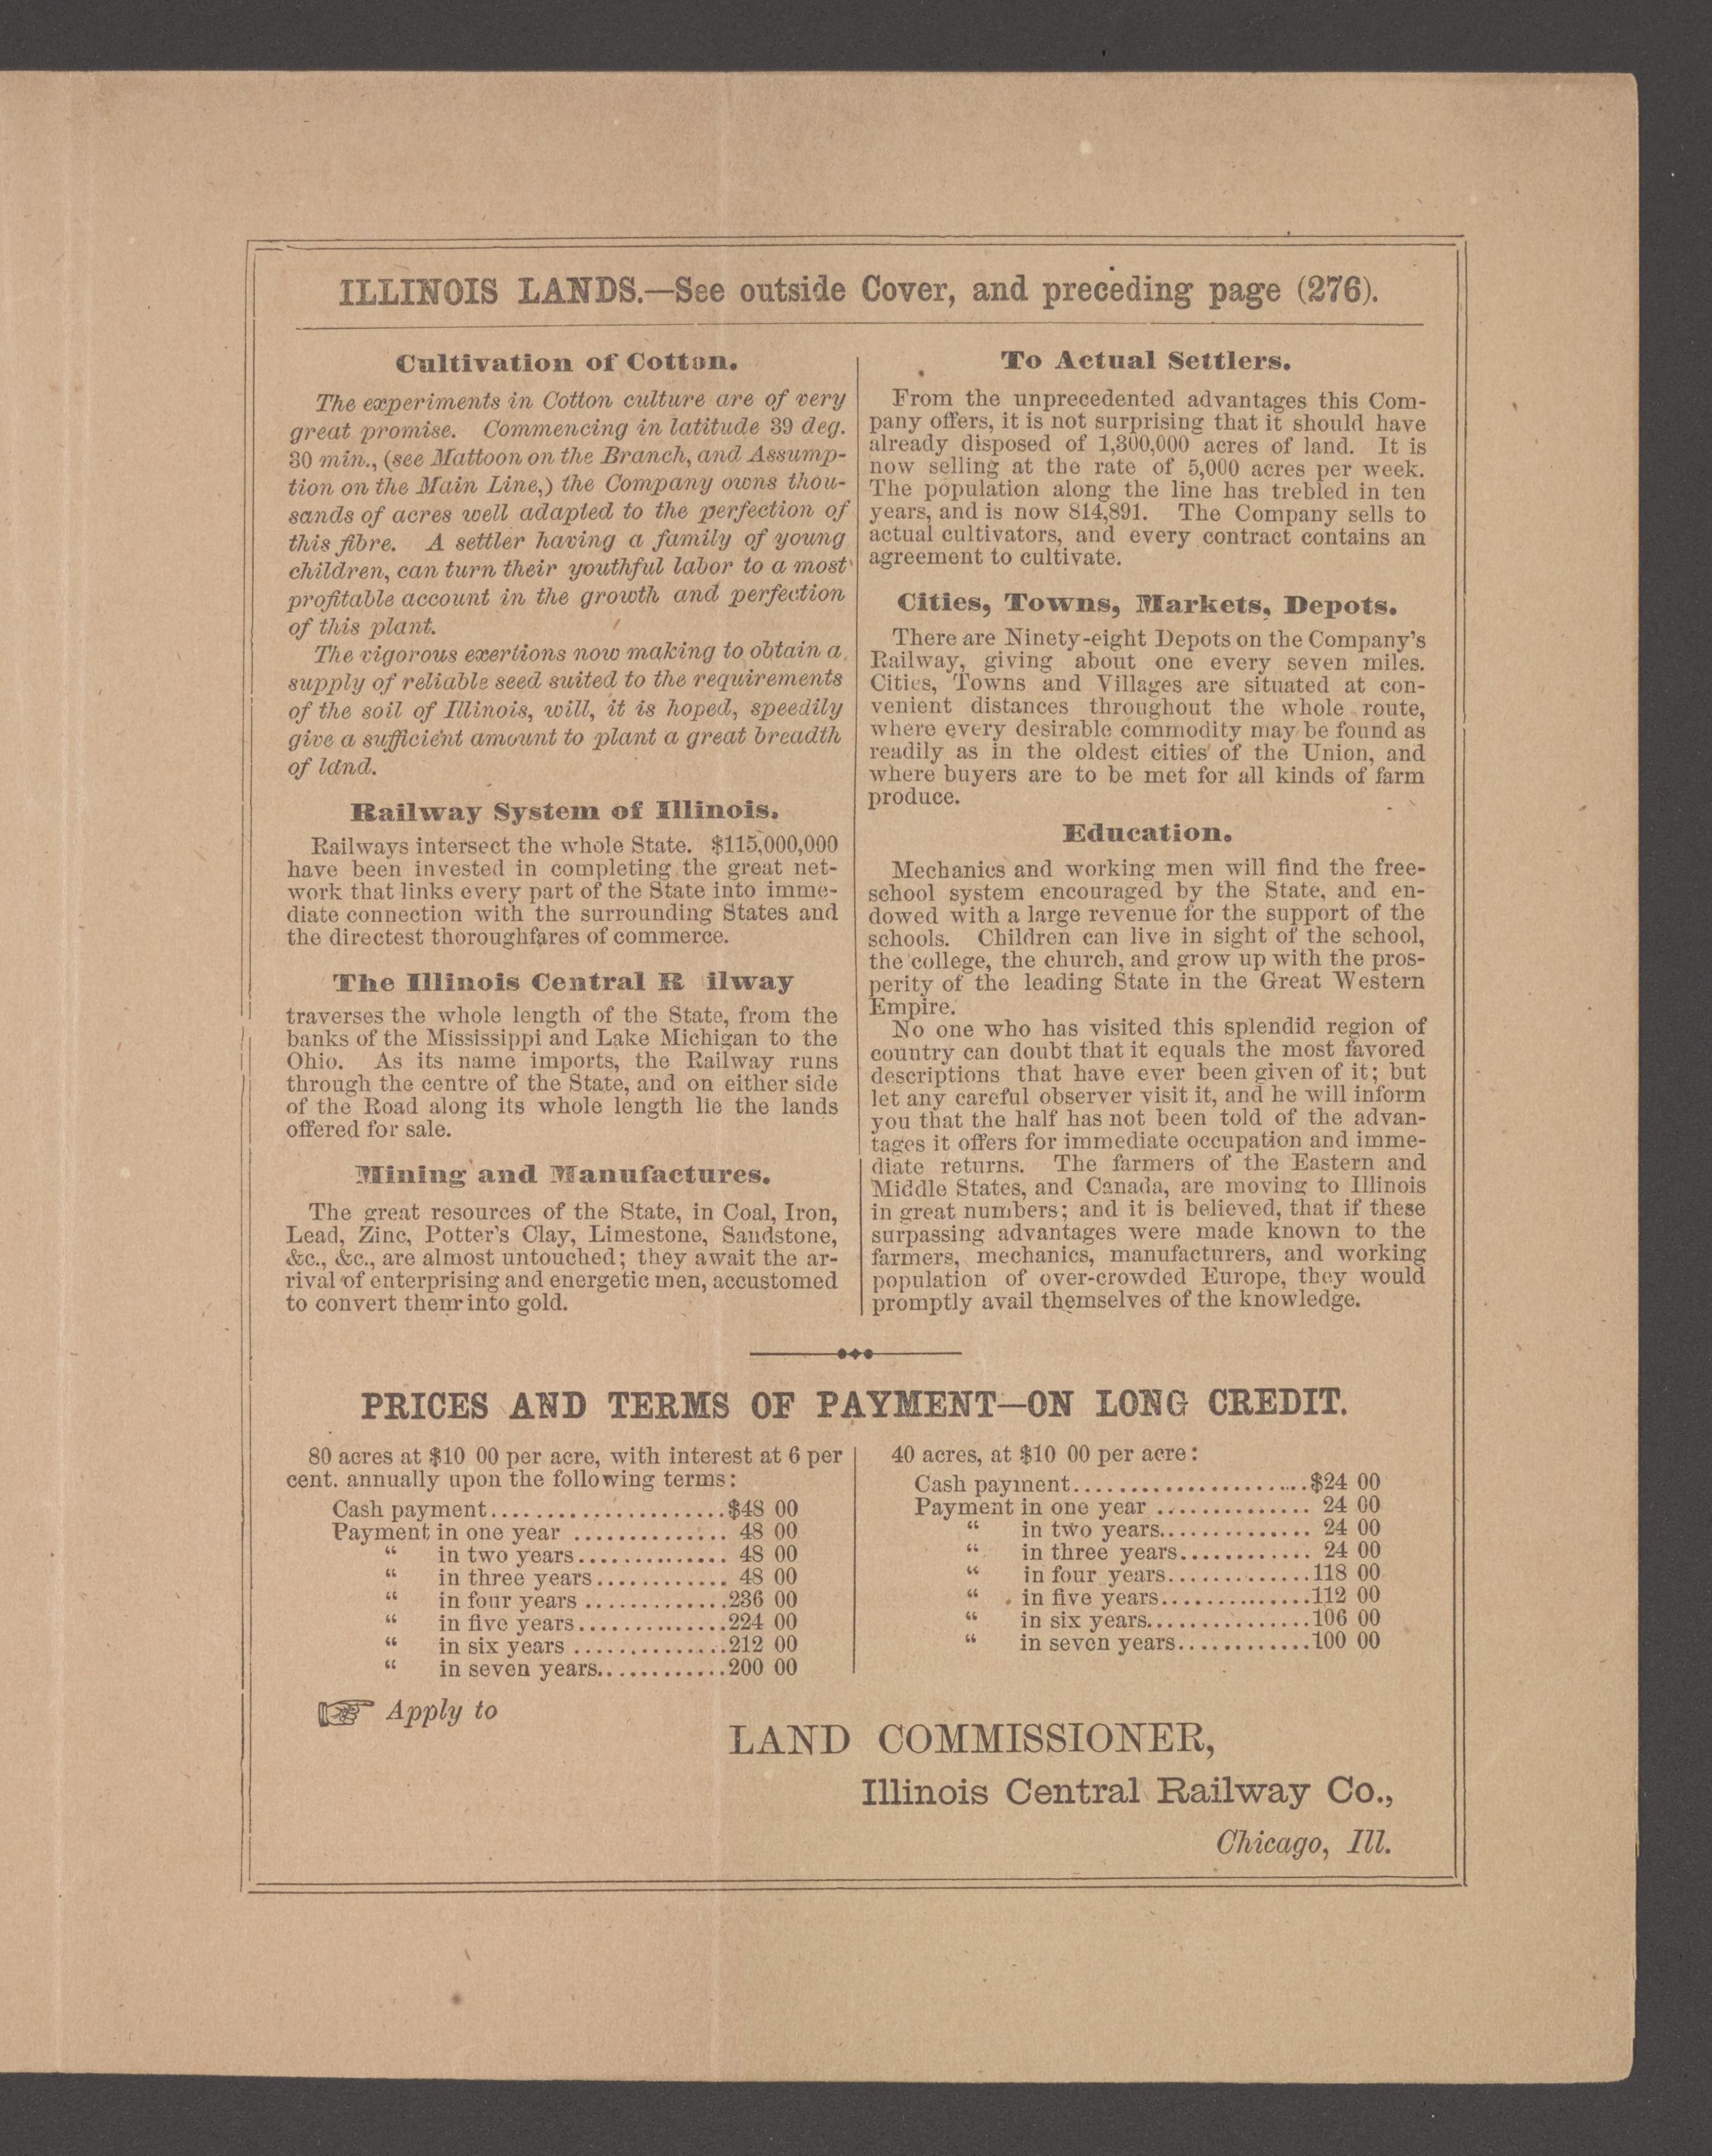 ILLINOIS LANDS.—See outside Cover, and preceding page (276).
Cultivation of Cotton.
The experiments in Cotton culture are of very
great promise. Commencing in latitude 39 deg.
30 min., (see Mattoon on the Branch, and Assump-
tion on the Main Line,) the Company owns thou-
sands of acres well adapted to the perfection of
this fibre. A settler having a family of young
children, can turn their youthful labor to a most
profitable account in the growth and perfection
of this plant.
The vigorous exertions now making to obtain a
supply of reliable seed suited to the requirements
of the soil of Illinois, will, it is hoped, speedily
give a sufficient amount to plant a great breadth
of land.
Railway System of Illinois.
Railways intersect the whole State. $115,000,000
have been invested in completing the great net-
work that links every part of the State into imme-
diate connection with the surrounding States and
the directest thoroughfares of commerce.
The Illinois Central R ilway
traverses the whole length of the State, from the
banks of the Mississippi and Lake Michigan to the
Ohio. As its name imports, the Railway runs
through the centre of the State, and on either side
of the Road along its whole length lie the lands
offered for sale.
Mining and Manufactures.
The great resources of the State, in Coal, Iron,
Lead, Zinc, Potter's Clay, Limestone, Sandstone,
&c., &c., are almost untouched; they await the ar-
rival of enterprising and energetic men, accustomed
to convert them into gold.
To Actual Settlers.
From the unprecedented advantages this Com-
pany offers, it is not surprising that it should have
already disposed of 1,300,000 acres of land. It is
now selling at the rate of 5,000 acres per week.
The population along the line has trebled in ten
years, and is now 814,891. The Company sells to
actual cultivators, and every contract contains an
agreement to cultivate.
Cities, Towns, Markets, Depots.
There are Ninety-eight Depots on the Company's
Railway, giving about one every seven miles.
Cities, Towns and Villages are situated at con-
venient distances throughout the whole route,
where every desirable commodity may be found as
readily as in the oldest cities of the Union, and
where buyers are to be met for all kinds of farm
produce.
Education.
Mechanics and working men will find the free-
school system encouraged by the State, and en-
dowed with a large revenue for the support of the
schools. Children can live in sight of the school,
the college, the church, and grow up with the pros-
perity of the leading State in the Great Western
Empire.
No one who has visited this splendid region of
country can doubt that it equals the most favored
descriptions that have ever been given of it; but
let any careful observer visit it, and he will inform
you that the half has not been told of the advan-
tages it offers for immediate occupation and imme-
diate returns. The farmers of the Eastern and
Middle States, and Canada, are moving to Illinois
in great numbers; and it is believed, that if these
surpassing advantages were made known to the
farmers, mechanics, manufacturers, and working
population of over-crowded Europe, they would
promptly avail themselves of the knowledge.
PRICES AND TERMS OF PAYMENT—ON LONG CREDIT.
80 acres at $10 00 per acre, with interest at 6 per
cent. annually upon the following terms:
Cash payment.....................$48 00
Payment in one year .............. 48 00
“ in two years.............. 48 00
“ in three years............ 48 00
“ in four years .............236 00
“ in five years..............224 00
“ in six years ..............212 00
“ in seven years............200 00
40 acres, at $10 00 per acre:
Cash payment.....................$24 00
Payment in one year .............. 24 00
“ in two years.............. 24 00
“ in three years............ 24 00
“ in four years.............118 00
“ in five years..............112 00
“ in six years...............106 00
“ in seven years............100 00
☞ Apply to
LAND COMMISSIONER,
Illinois Central Railway Co.,
Chicago, Ill.